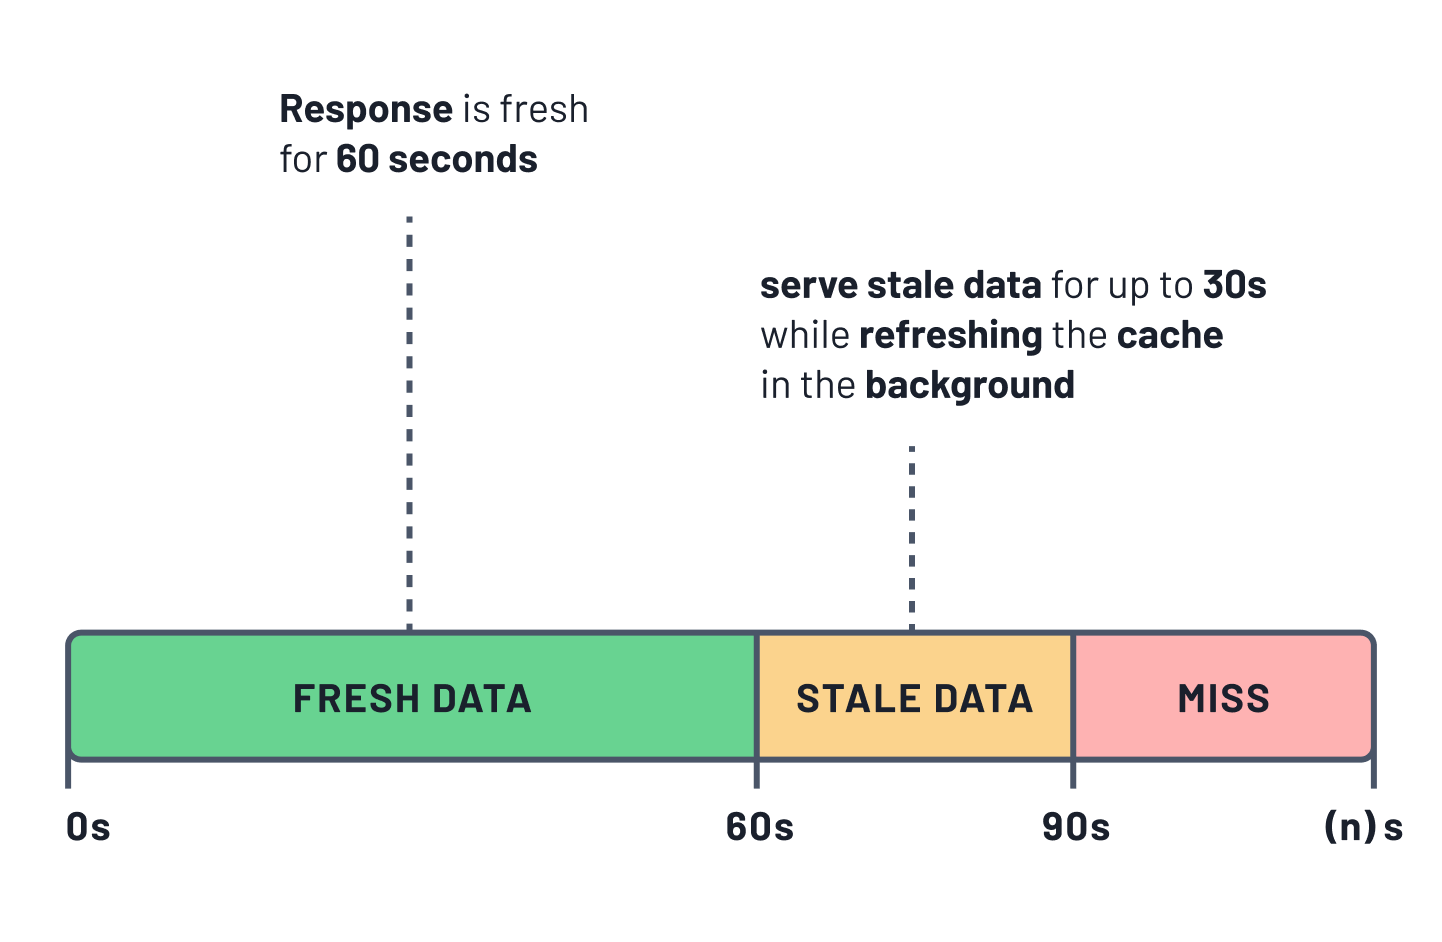 Response is fresh
for 60 seconds
serve stale data for up to 30s
while refreshing the cache
in the background
FRESH DATA
STALE DATA
MISS
0s
60s
90s
(n) s